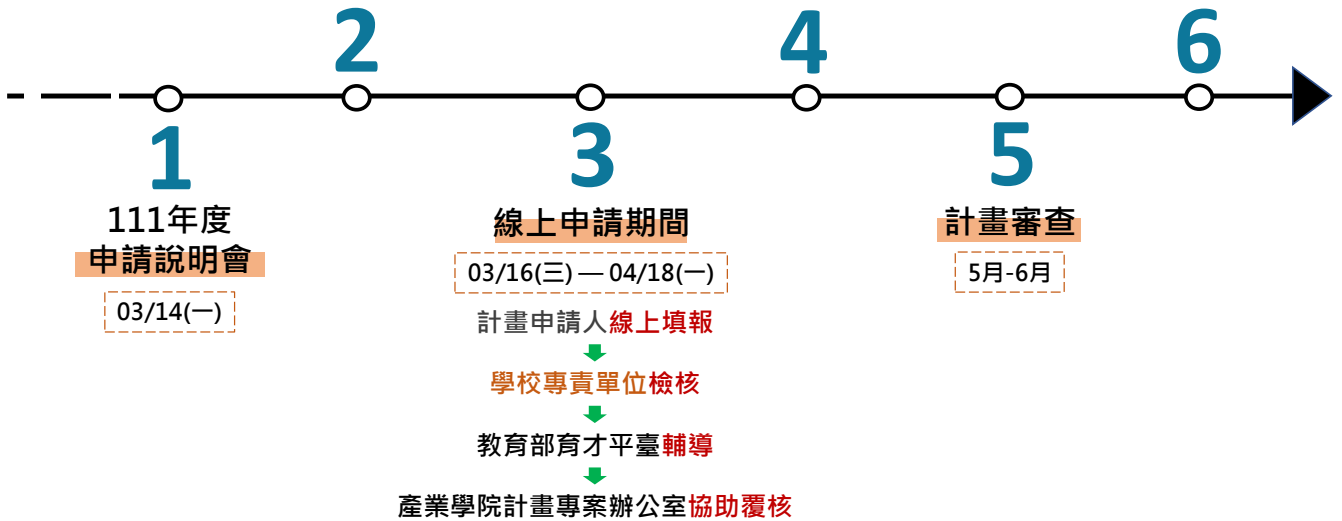 2
4
6
1
3
5
111年度
申請說明會
03/14(一)
線上申請期間
03/16(三) — 04/18(一)
計畫申請人線上填報
學校專責單位檢核
教育部育才平臺輔導
產業學院計畫專案辦公室協助覆核
計畫審查
5月-6月